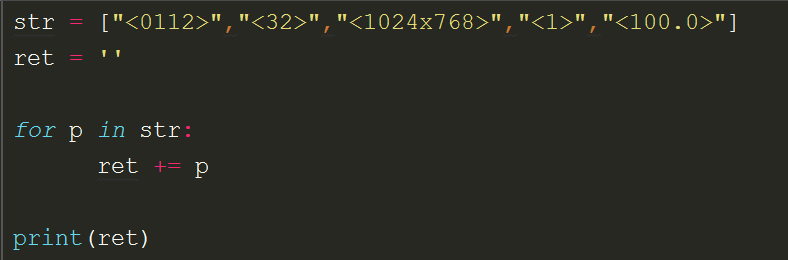 str = ["<0112>","<32>","<1024x768>","<1>","<100.0>"]
ret = ''
for p in str:
ret += p
print(ret)